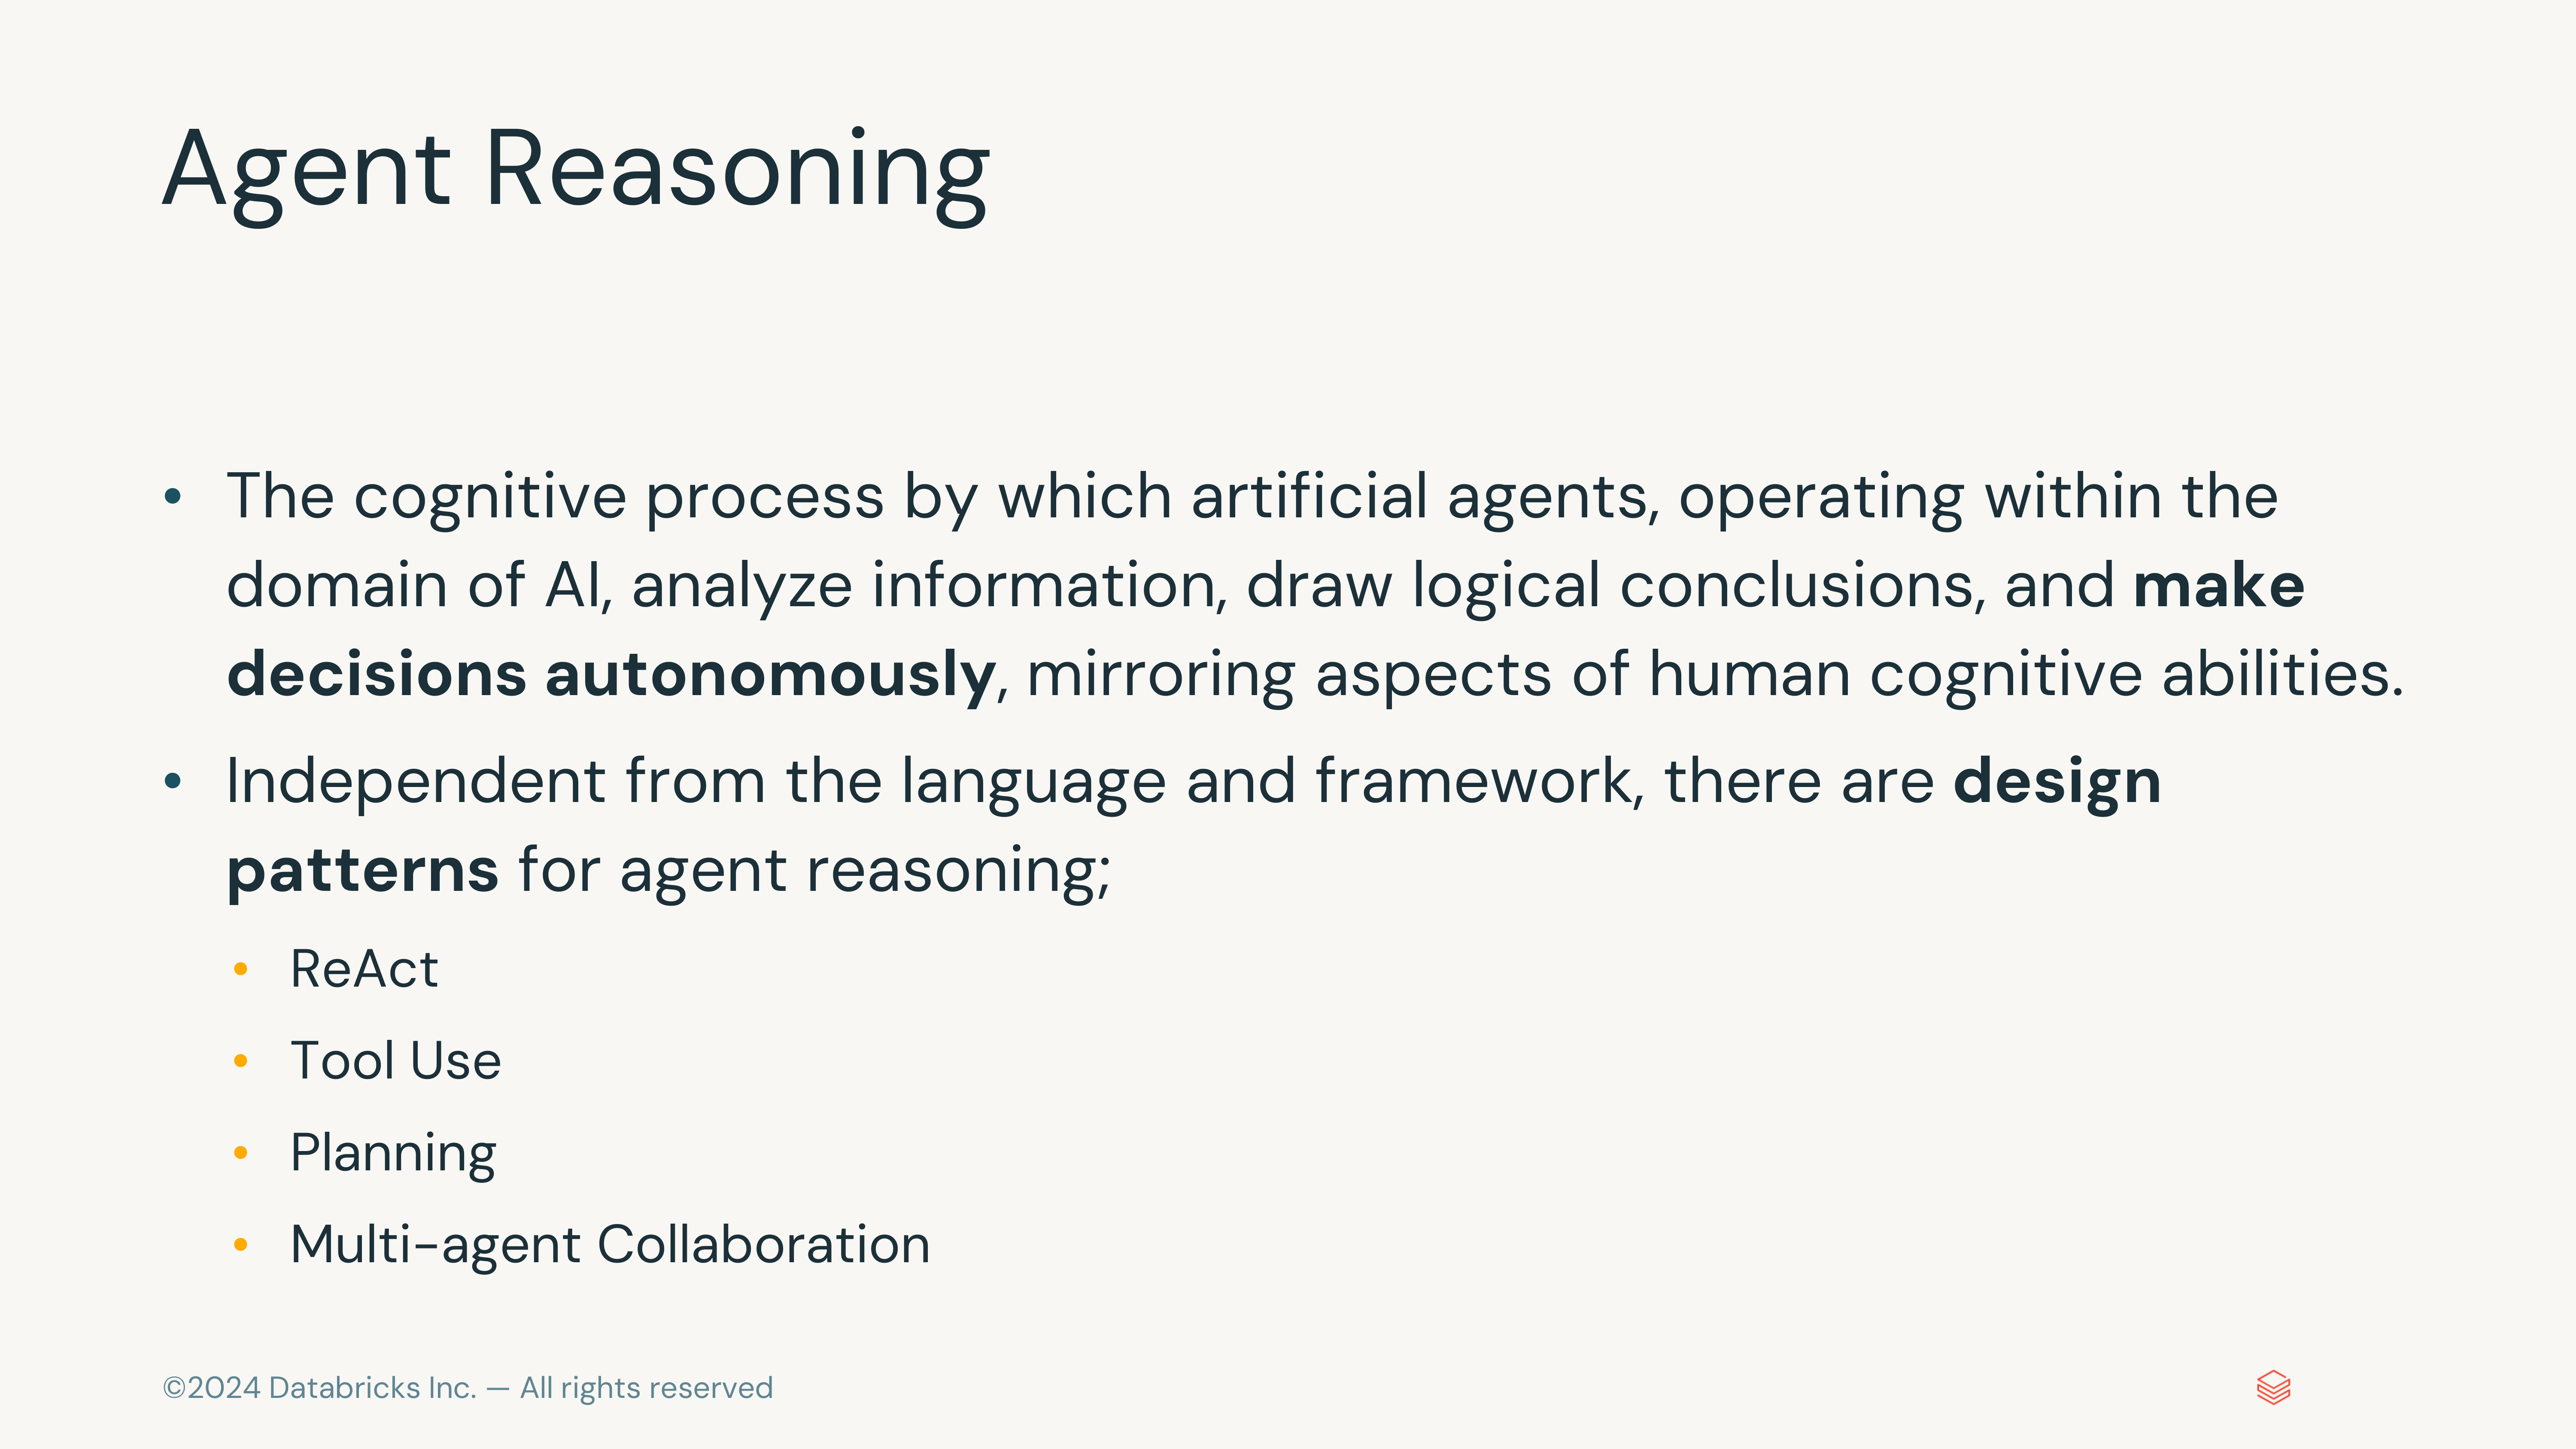 Agent Reasoning
• The cognitive process by which artificial agents, operating within the
domain of AI, analyze information, draw logical conclusions, and make
decisions autonomously, mirroring aspects of human cognitive abilities.
• Independent from the language and framework, there are design
patterns for agent reasoning;
• ReAct
• Tool Use
• Planning
• Multi-agent Collaboration
©2024 Databricks Inc. — All rights reserved